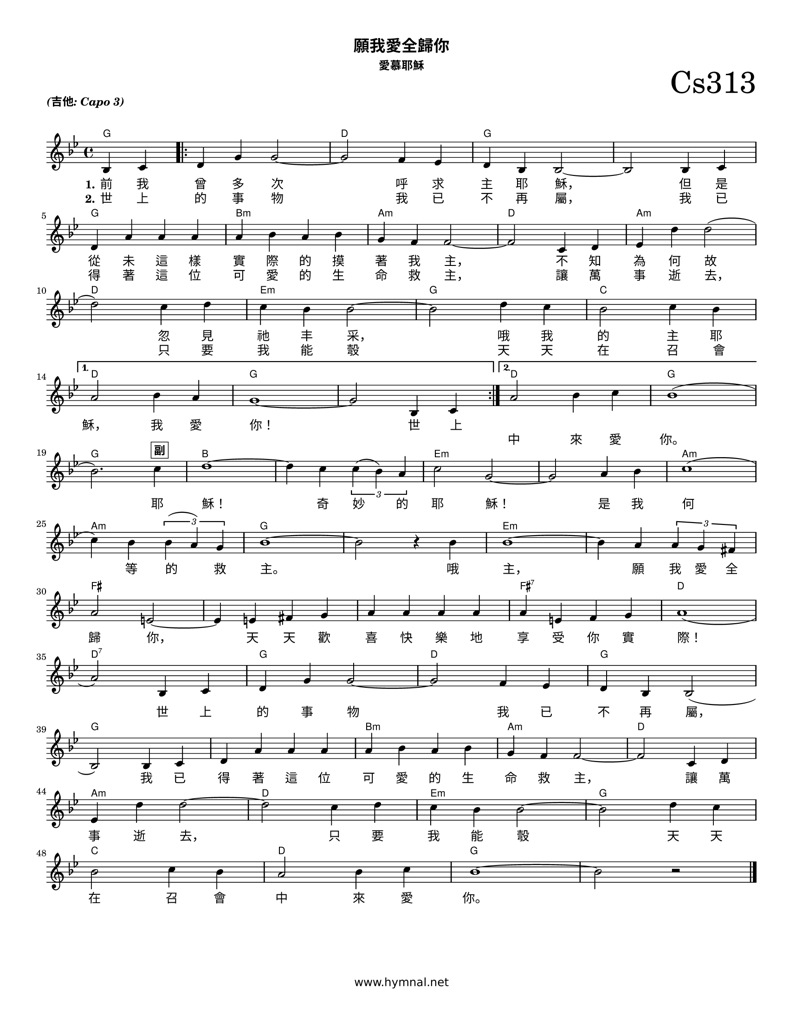 願我愛全歸你
愛慕耶穌
Cs313
(吉他: Capo 3)
G D G
1. 前 我 曾 多 次 呼 求 主 耶 穌, 但 是
2. 世 上 的 事 物 我 已 不 再 屬, 我 已
5 G Bm Am D Am
從 未 這 樣 實 際 的 摸 著 我 主, 不 知 為 何 故
得 著 這 位 可 愛 的 生 命 救 主, 讓 萬 事 逝 去,
10 D Em G C
忽 見 祂 丰 采, 哦 我 的 主 耶
只 要 我 能 彀 天 天 在 召 會
1. 2.
14 D G D G
穌, 我 愛 你! 世 上
中 來 愛 你。
19 G 副 B Em Am
3
耶 穌! 奇 妙 的 耶 穌! 是 我 何
25 Am 3 G Em 3
等 的 救 主。 哦 主, 願 我 愛 全
30 F# F#7 D
歸 你, 天 天 歡 喜 快 樂 地 享 受 你 實 際!
35 D7 G D G
世 上 的 事 物 我 已 不 再 屬,
39 G Bm Am D
我 已 得 著 這 位 可 愛 的 生 命 救 主, 讓 萬
44 Am D Em G
事 逝 去, 只 要 我 能 彀 天 天
48 C D G
在 召 會 中 來 愛 你。
www.hymnal.net